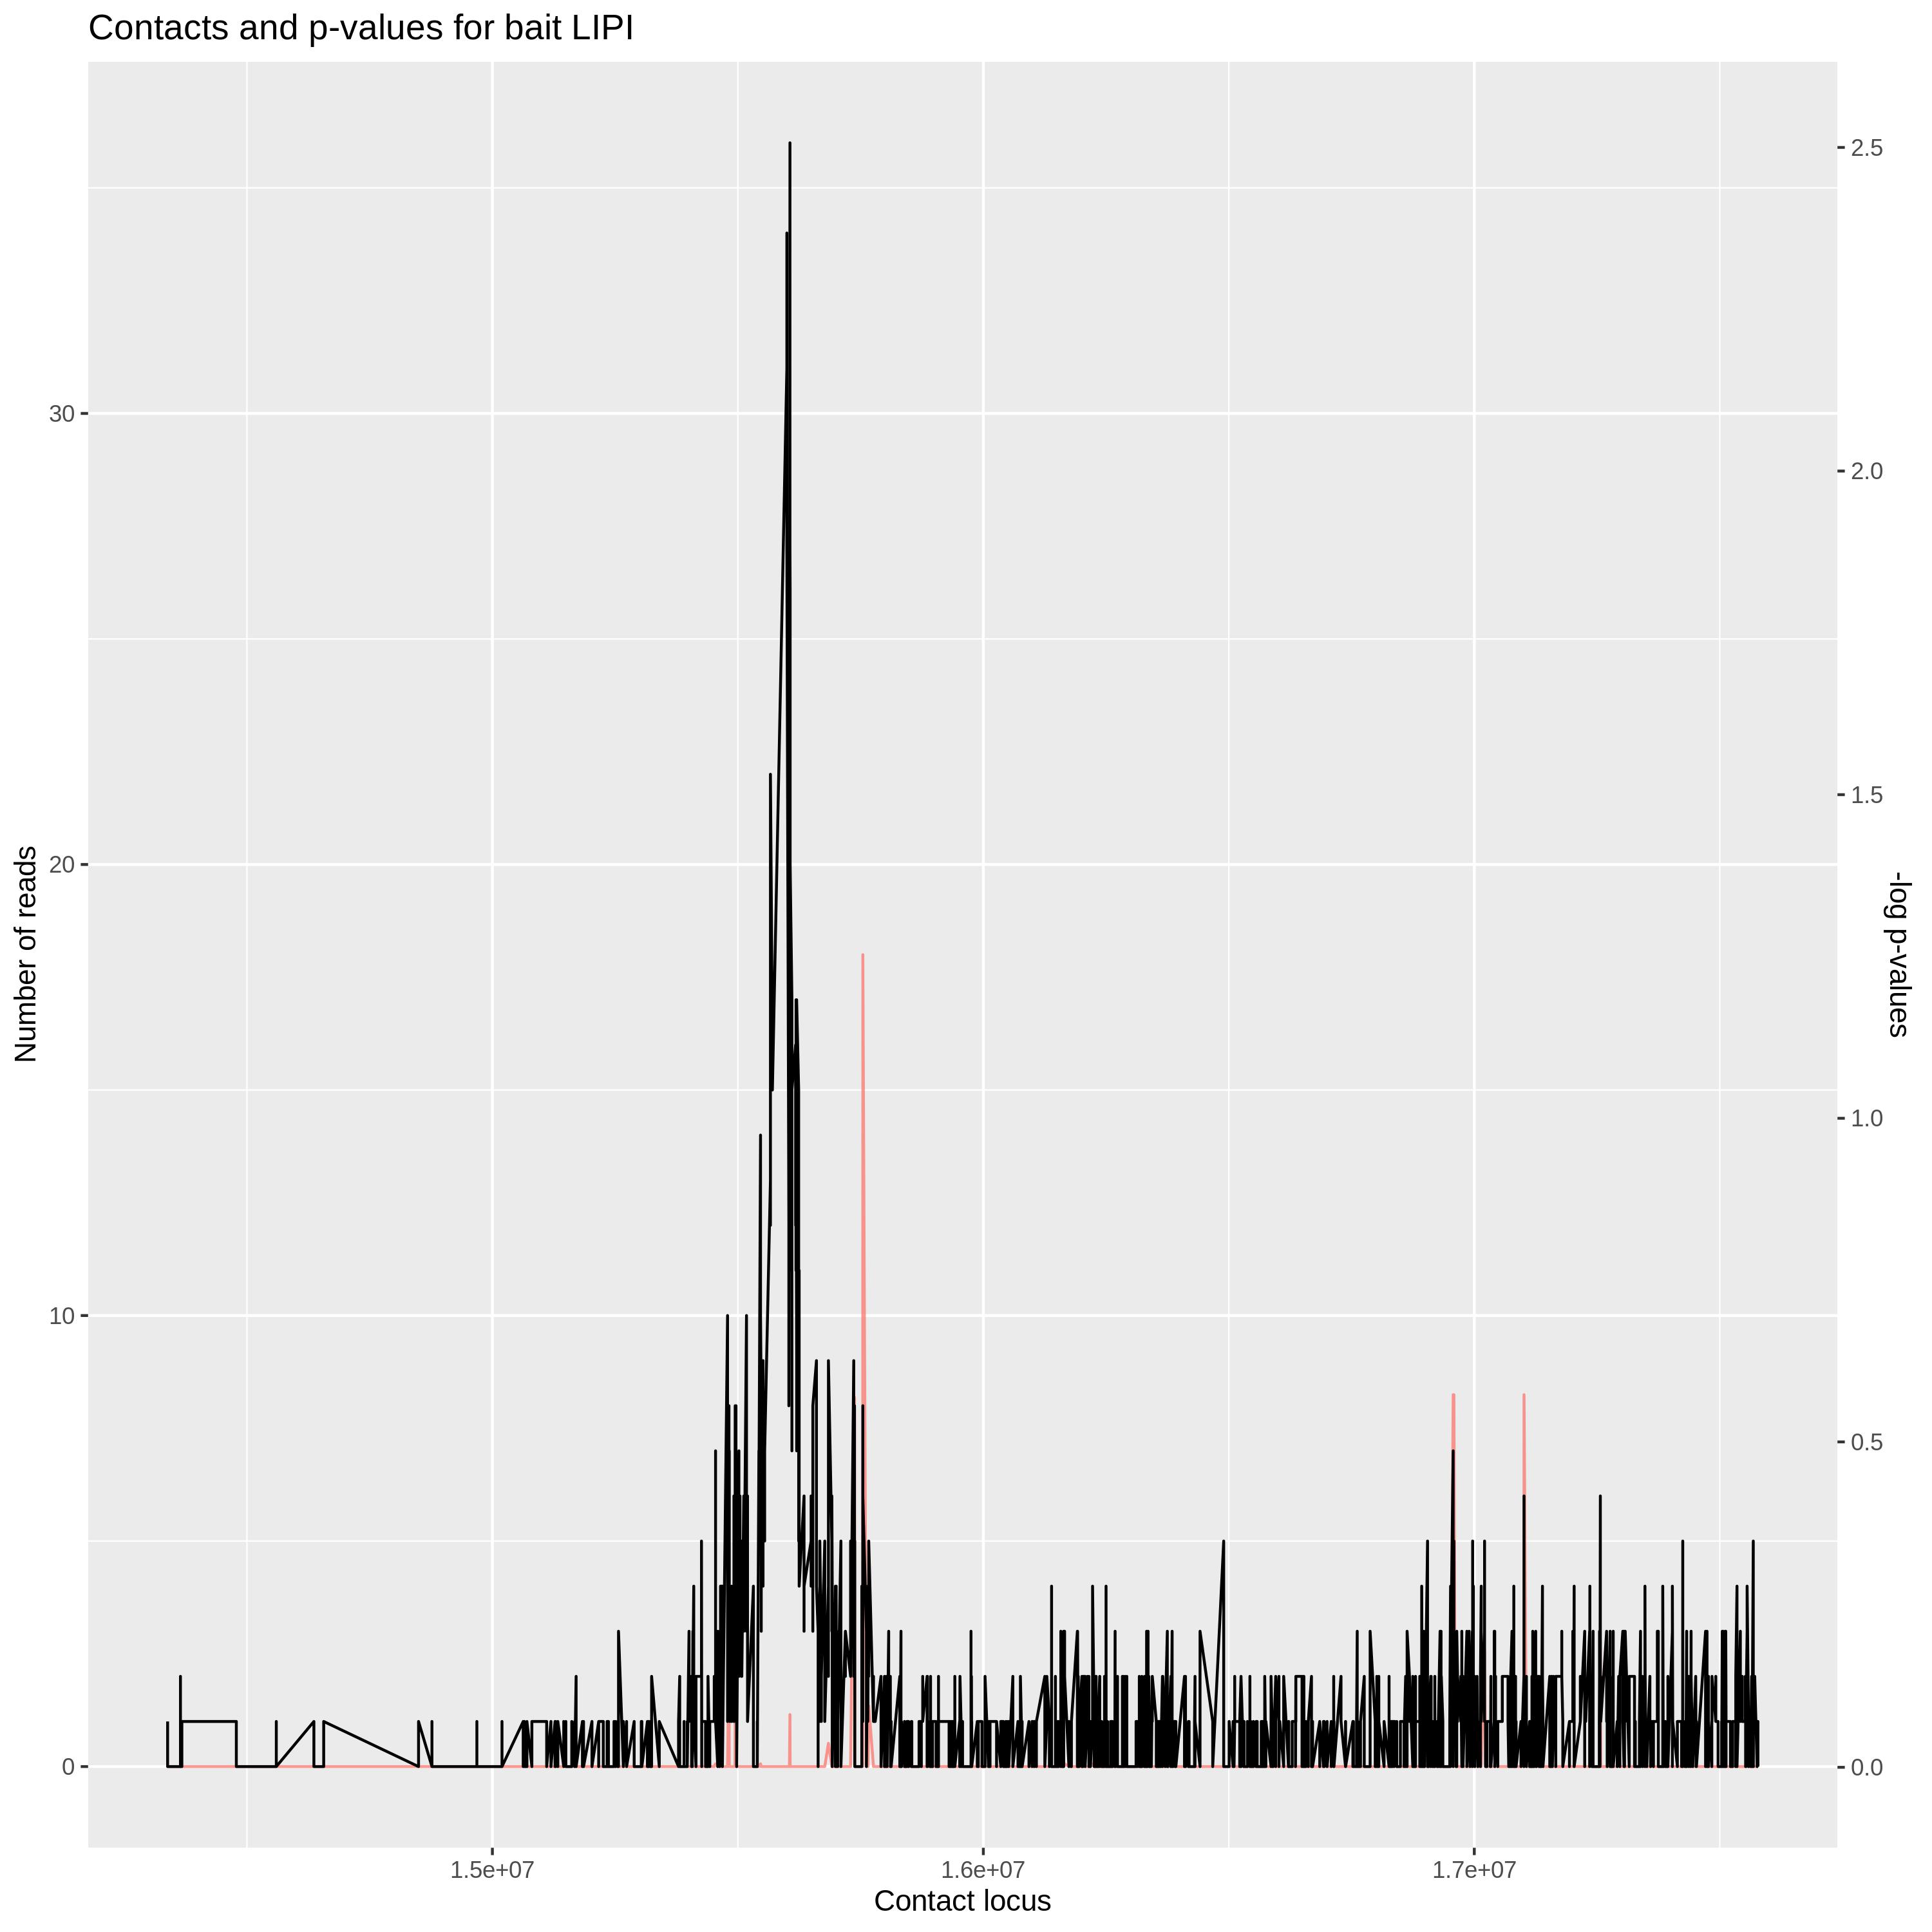 Contacts and p-values for bait LIPI
Number of reads
30
20
10
0
2.5
2.0
1.5
1.0
0.5
0.0
-log p-values
1.5e+07
1.6e+07
1.7e+07
Contact locus